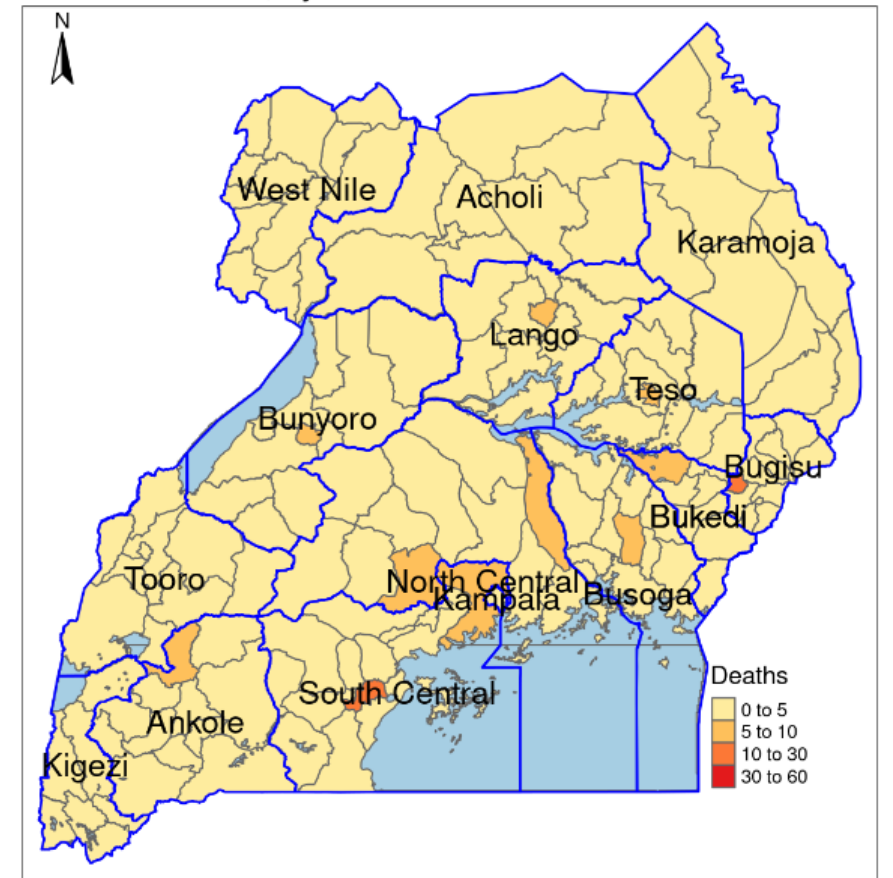 N
West Nile
Acholi
Karamoja
Lango
Teso
Bunyoro
Bugisu
Bukedi
Tooro
North Central
Kampala
Busoga
South Central
Ankole
Kigezi
Deaths
0 to 5
5 to 10
10 to 30
30 to 60